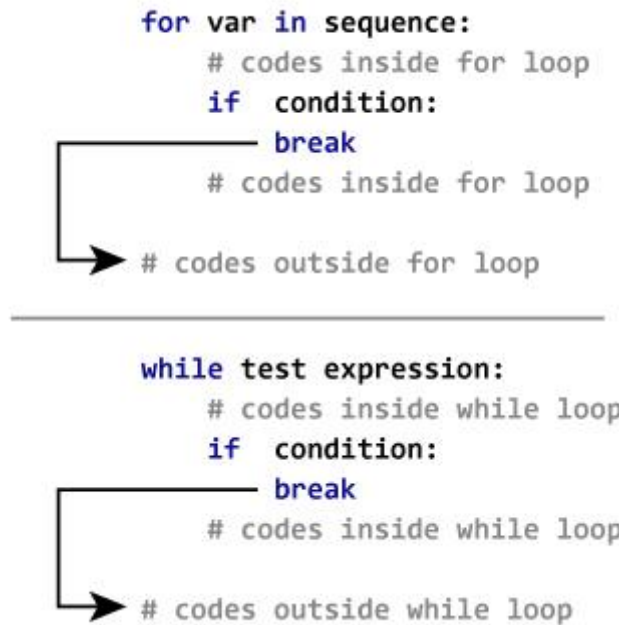 for var in sequence:
# codes inside for loop
if condition:
break
# codes inside for loop
# codes outside for loop
while test expression:
# codes inside while loop
if condition:
break
# codes inside while loop
# codes outside while loop